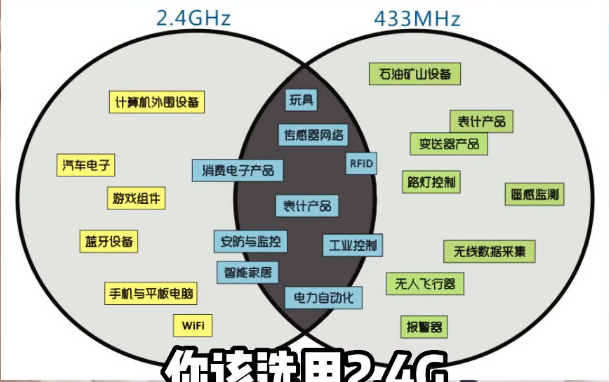 2.4GHz
433MHz
计算机外围设备
汽车电子
游戏组件
蓝牙设备
手机与平板电脑
WiFi
玩具
传感器网络
RFID
消费电子产品
表计产品
安防与监控
工业控制
智能家居
电力自动化
石油矿山设备
表计产品
变送器产品
路灯控制
遥感监测
无线数据采集
无人飞行器
报警器
你该选用2.4G